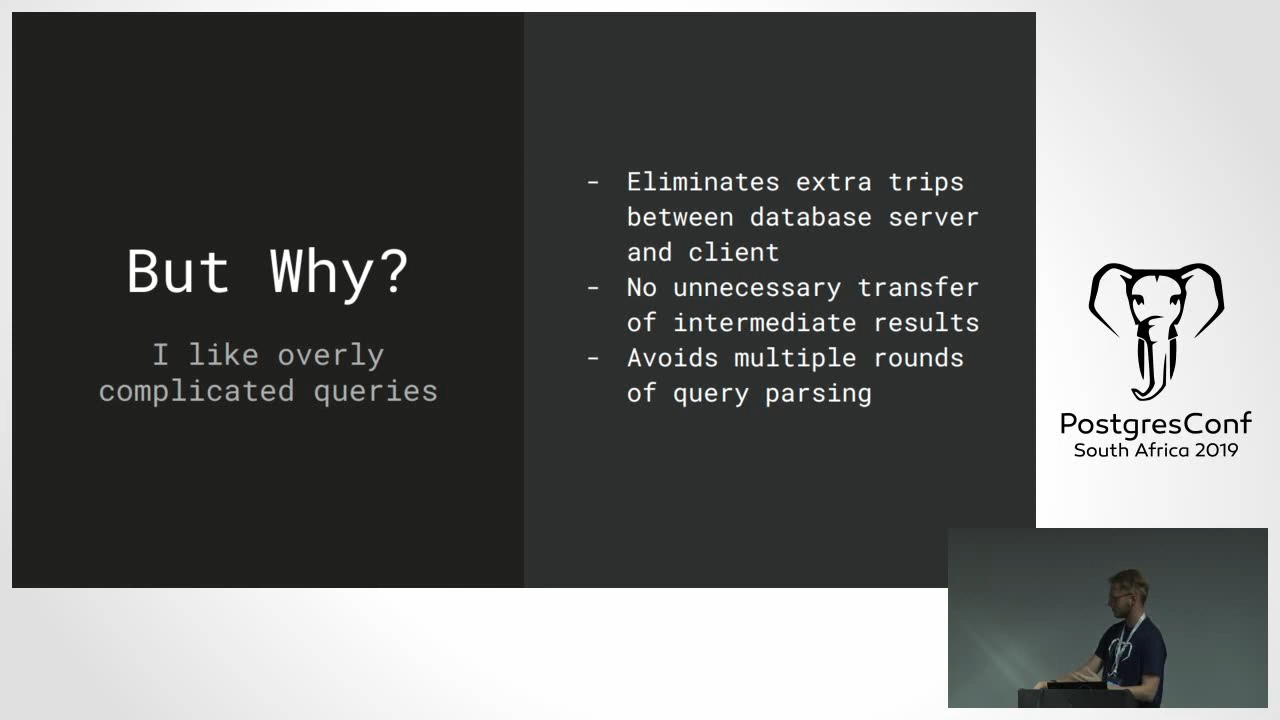 But Why?
I like overly
complicated queries
- Eliminates extra trips
between database server
and client
- No unnecessary transfer
of intermediate results
- Avoids multiple rounds
of query parsing
PostgresConf
South Africa 2019